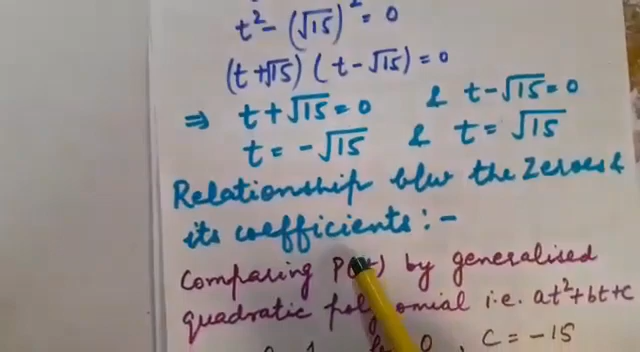 t² - (√15)² = 0
(t+√15) (t-√15) = 0
⇒ t + √15 = 0 & t - √15 = 0
t = -√15 & t = √15
Relationship b/w the zeroes &
its coefficients :-
Comparing P(t) by generalised
quadratic polynomial i.e. at²+bt+c
0 , c = -15